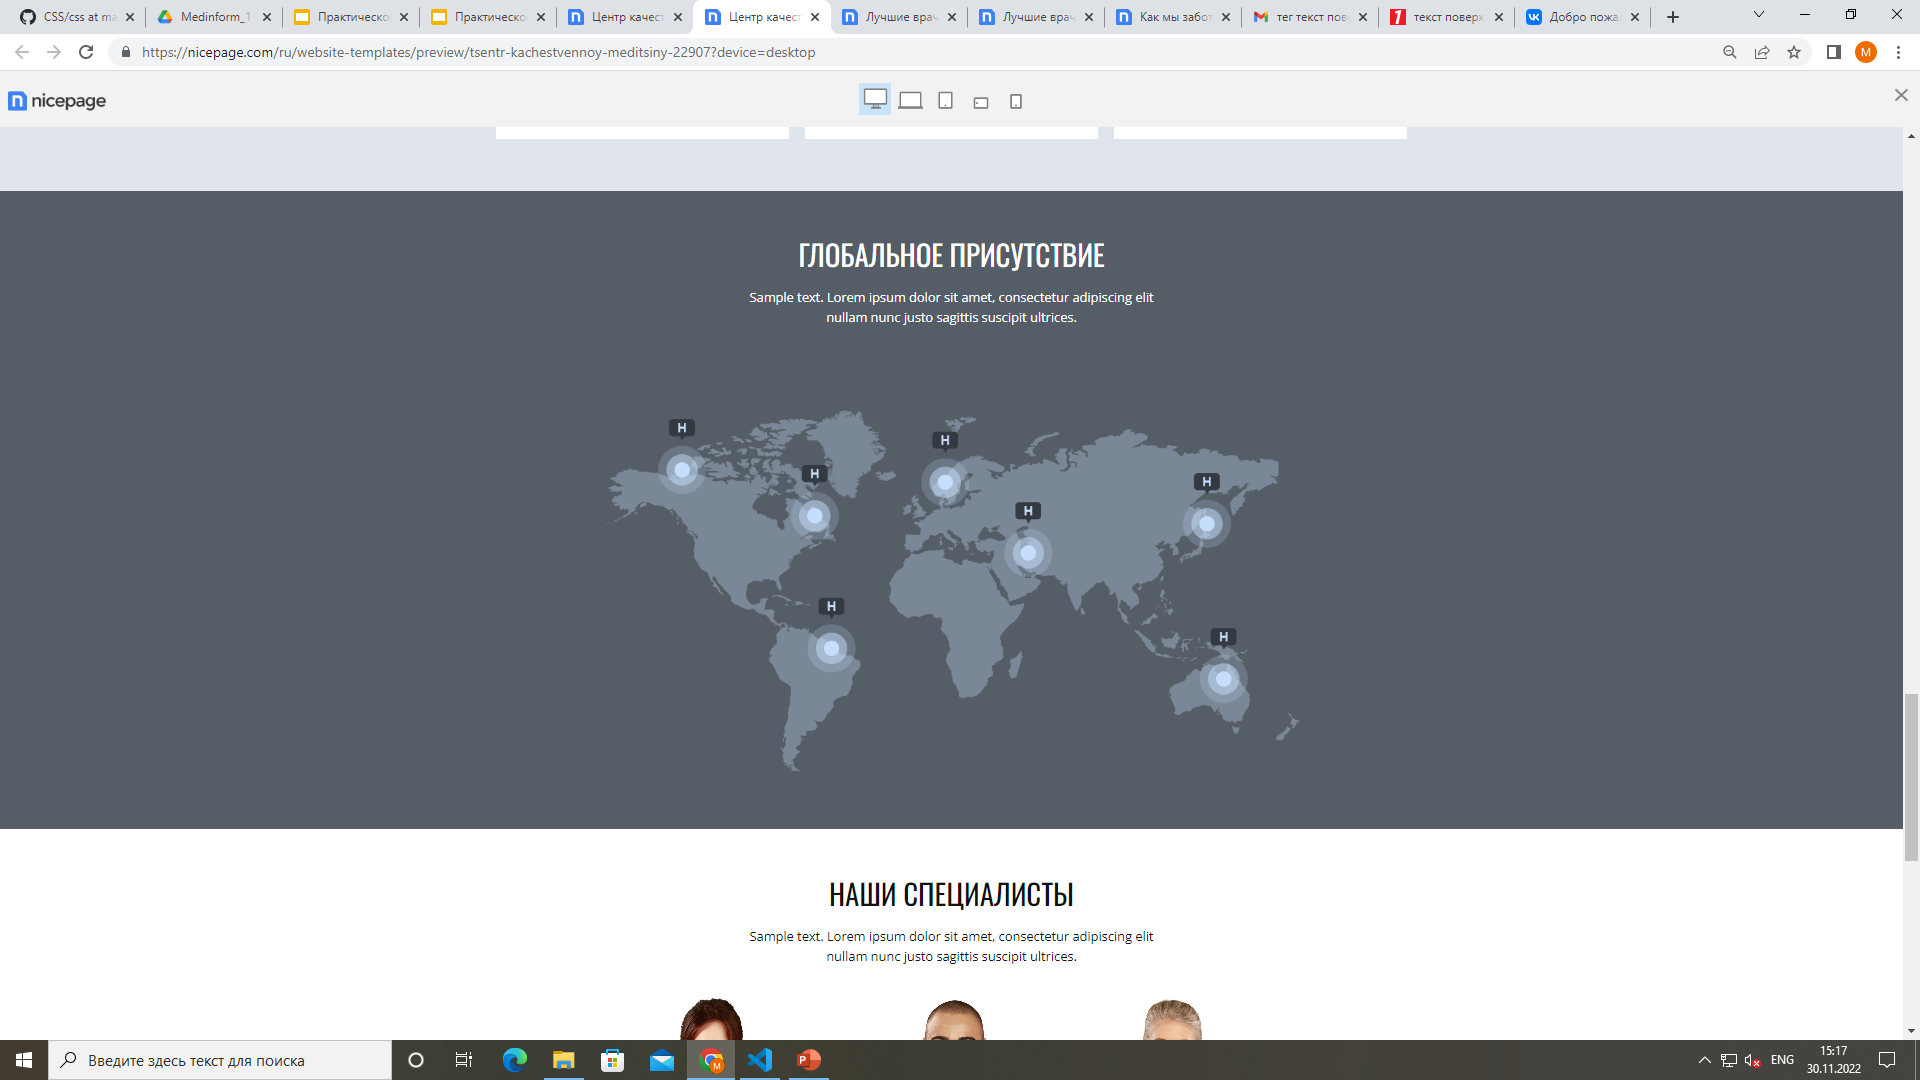 CSS/css at ma
Medinform_1
Практическо
Практическо
Центр качест
Центр качест
Лучшие врач
Лучшие врач
Как мы забот
тег текст пов
текст поверх
Добро пожа
https://nicepage.com/ru/website-templates/preview/tsentr-kachestvennoy-meditsiny-22907?device=desktop
M
nicepage
ГЛОБАЛЬНОЕ ПРИСУТСТВИЕ
Sample text. Lorem ipsum dolor sit amet, consectetur adipiscing elit
nullam nunc justo sagittis suscipit ultrices.
H
H
H
H
H
H
H
НАШИ СПЕЦИАЛИСТЫ
Sample text. Lorem ipsum dolor sit amet, consectetur adipiscing elit
nullam nunc justo sagittis suscipit ultrices.
Введите здесь текст для поиска
ENG
15:17
30.11.2022